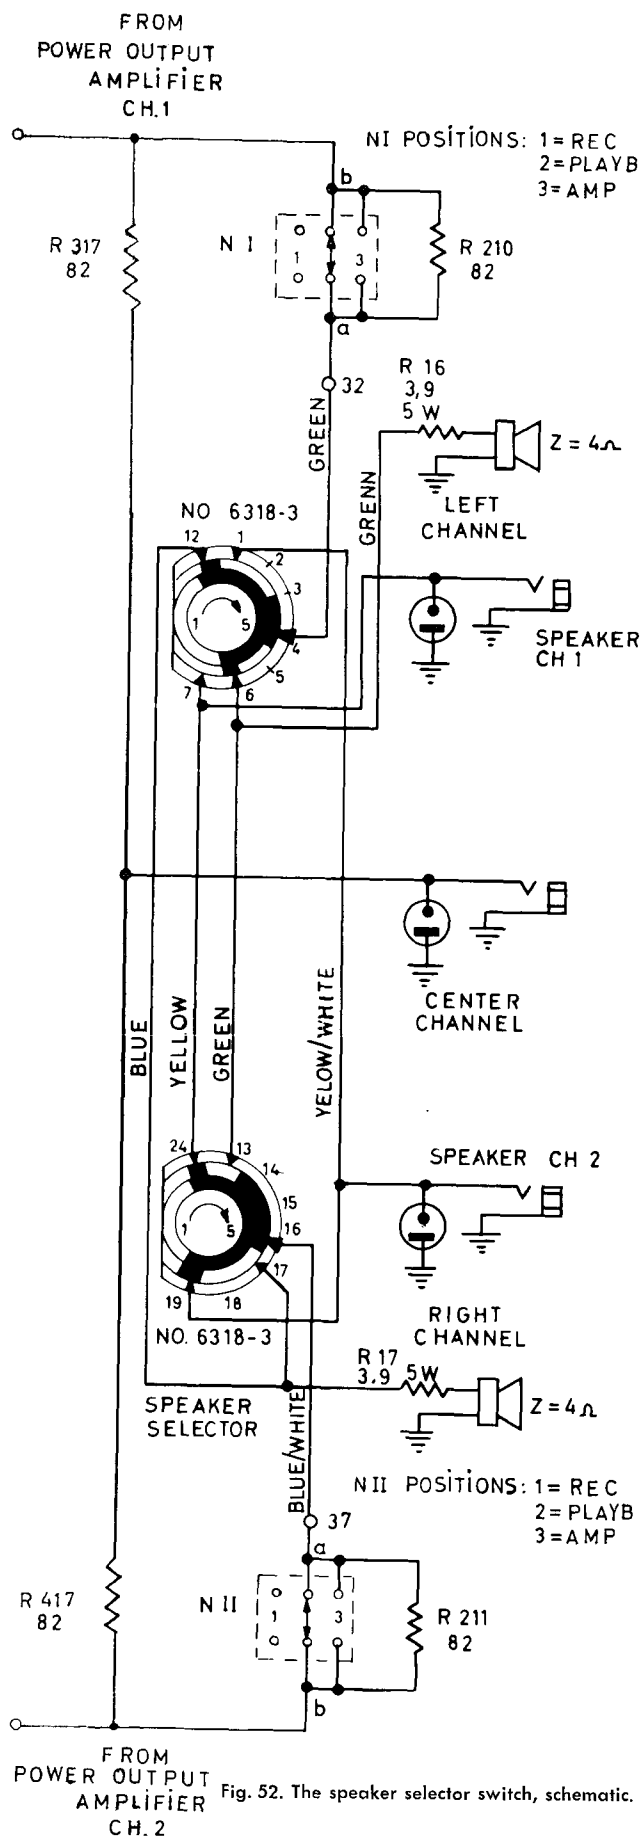 FROM
POWER OUTPUT
AMPLIFIER
CH.1
NI POSITIONS: 1=REC
2=PLAYB
3=AMP
b
R 317
82
N I
1
3
R 210
82
a
32
R 16
3,9
5 W
GREEN
Z=4Ω
GRENN
LEFT
CHANNEL
NO 6318-3
12
1
2
3
1
5
4
5
7
6
SPEAKER
CH 1
CENTER
CHANNEL
BLUE
YELLOW
GREEN
YELOW/WHITE
24
13
14
15
1
5
16
17
19
18
SPEAKER CH 2
NO. 6318-3
RIGHT
CHANNEL
R 17
3.9
5W
SPEAKER
SELECTOR
Z=4Ω
BLUE/WHITE
NII POSITIONS: 1=REC
2=PLAYB
3=AMP
37
a
R 417
82
N II
1
3
R 211
82
b
FROM
POWER OUTPUT
AMPLIFIER
CH.2
Fig. 52. The speaker selector switch, schematic.